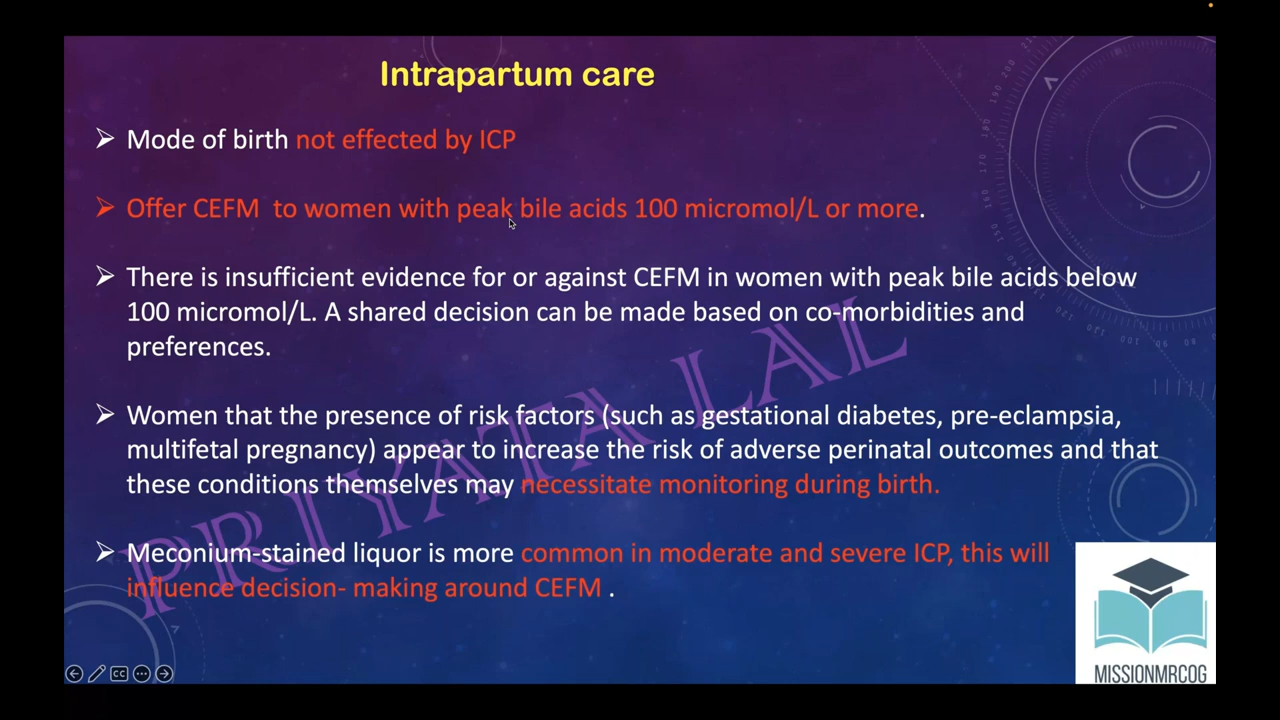 Intrapartum care
➤ Mode of birth not effected by ICP
➤ Offer CEFM to women with peak bile acids 100 micromol/L or more.
➤ There is insufficient evidence for or against CEFM in women with peak bile acids below
100 micromol/L. A shared decision can be made based on co-morbidities and
preferences.
➤ Women that the presence of risk factors (such as gestational diabetes, pre-eclampsia,
multifetal pregnancy) appear to increase the risk of adverse perinatal outcomes and that
these conditions themselves may necessitate monitoring during birth.
➤ Meconium-stained liquor is more common in moderate and severe ICP, this will
influence decision- making around CEFM .
PRIYATA LAL
MISSIONMRCOG
CC